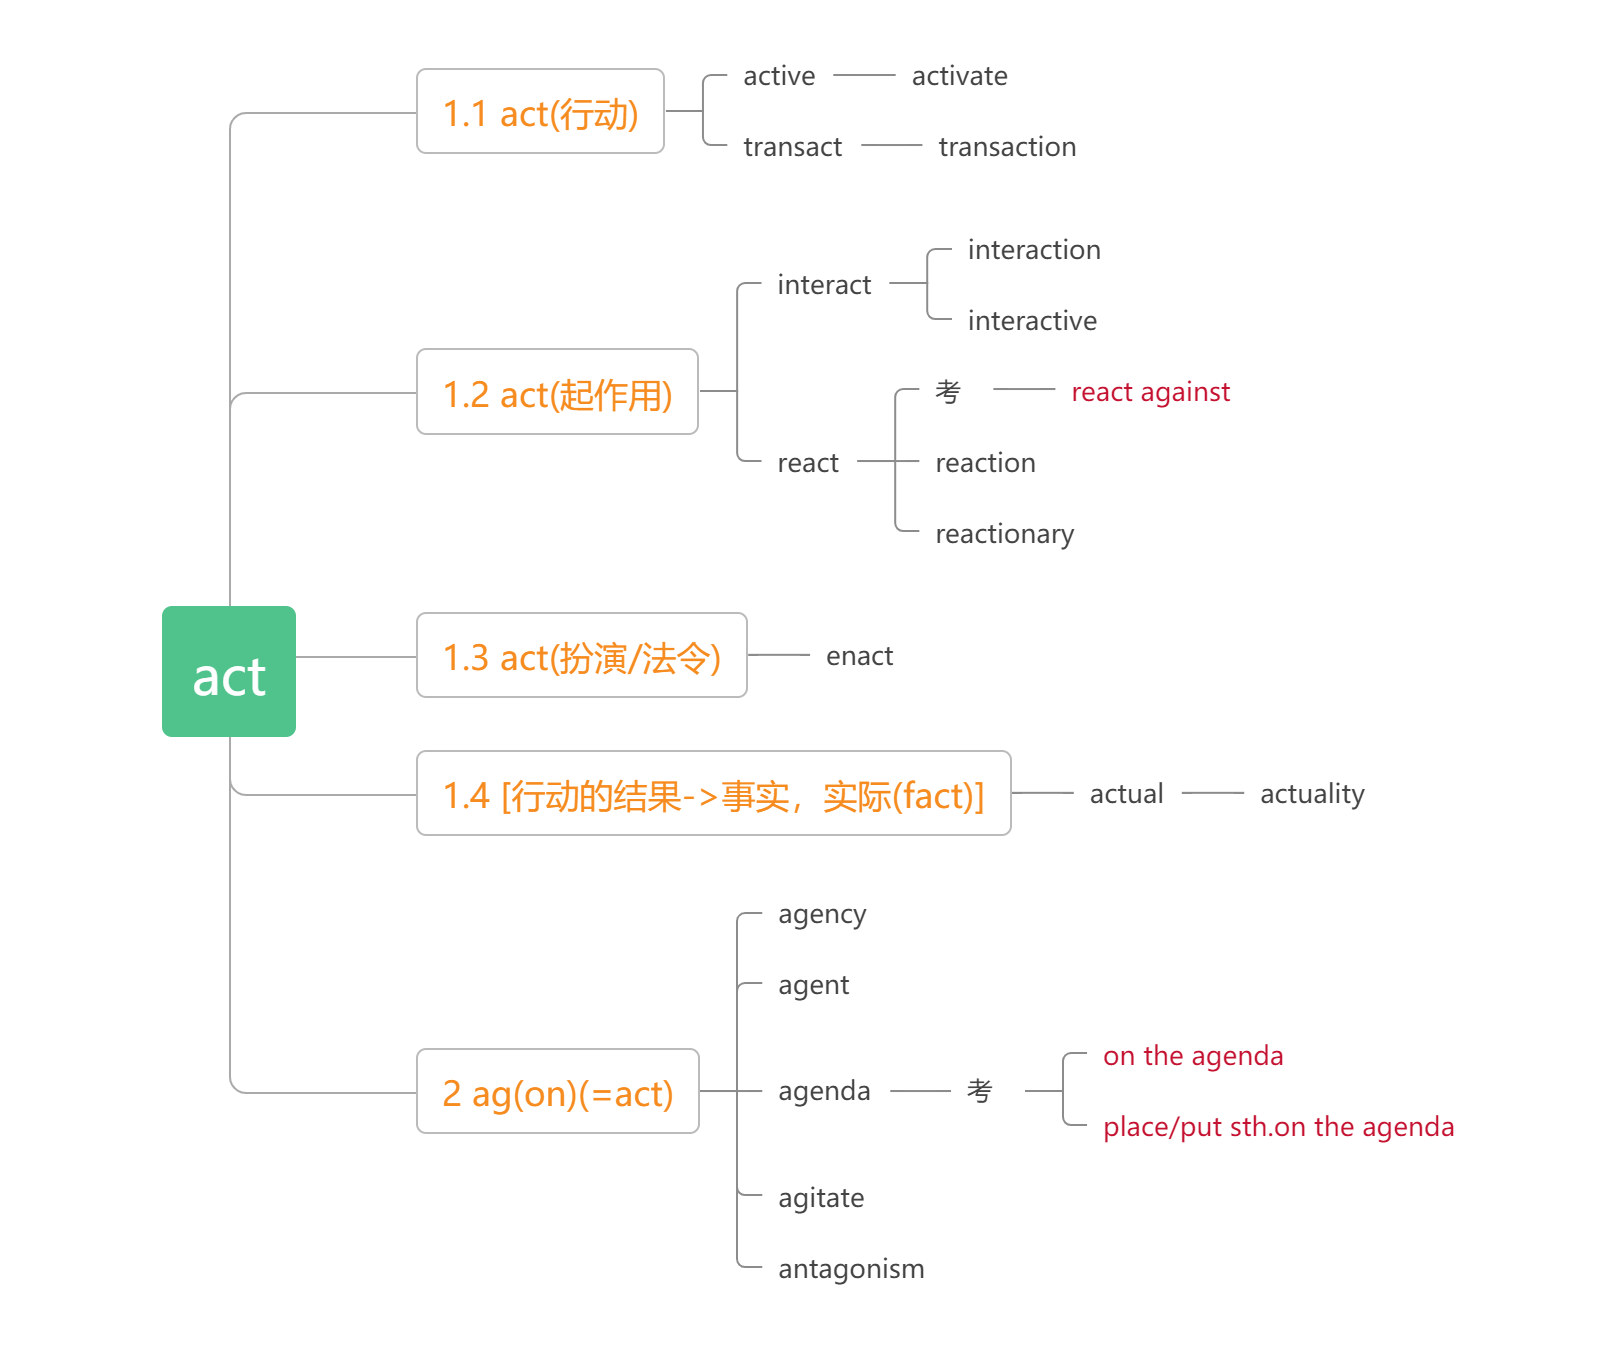 act
1.1 act(行动)
active
activate
transact
transaction
1.2 act(起作用)
interact
interaction
interactive
react
考
react against
reaction
reactionary
1.3 act(扮演/法令)
enact
1.4 [行动的结果->事实，实际(fact)]
actual
actuality
2 ag(on)(=act)
agency
agent
agenda
考
on the agenda
place/put sth.on the agenda
agitate
antagonism